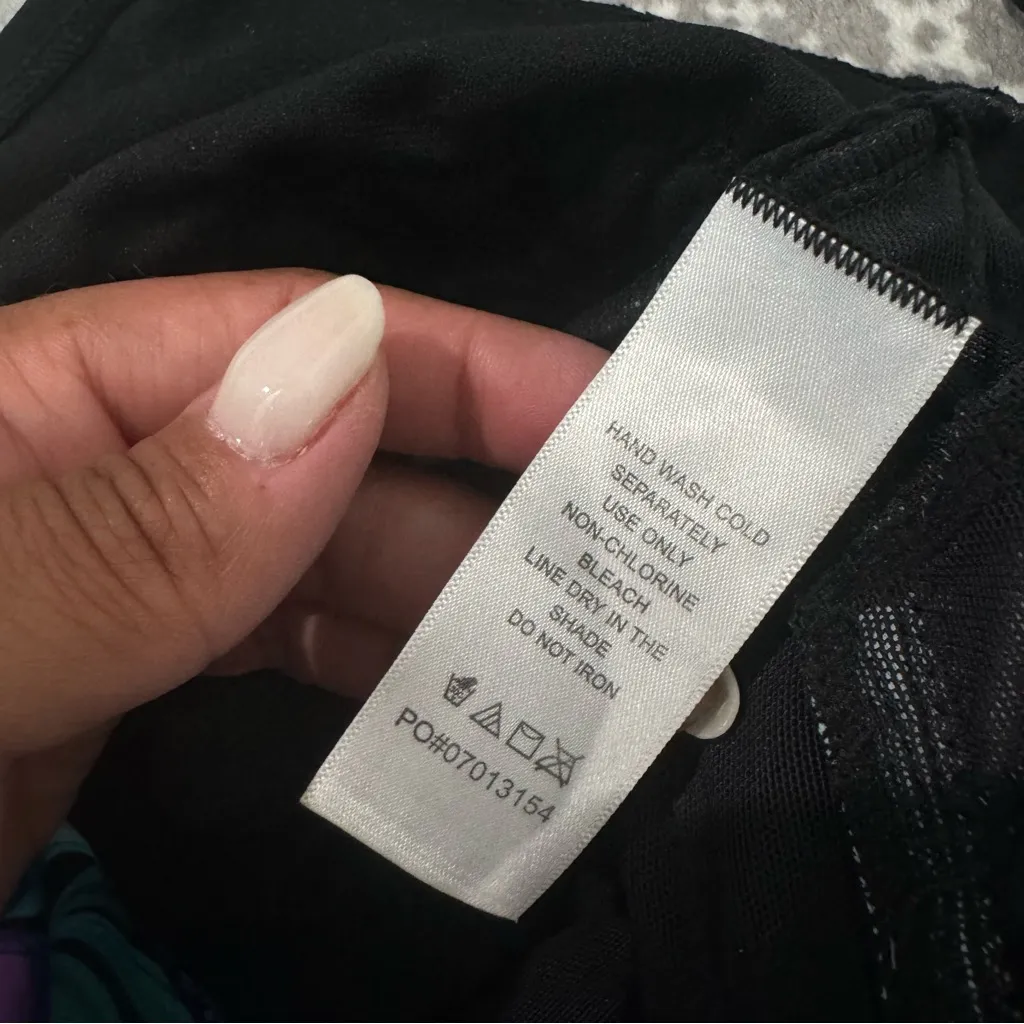 HAND WASH COLD
SEPARATELY
USE ONLY
NON-CHLORINE
BLEACH
LINE DRY IN THE
SHADE
DO NOT IRON
PO#07013154